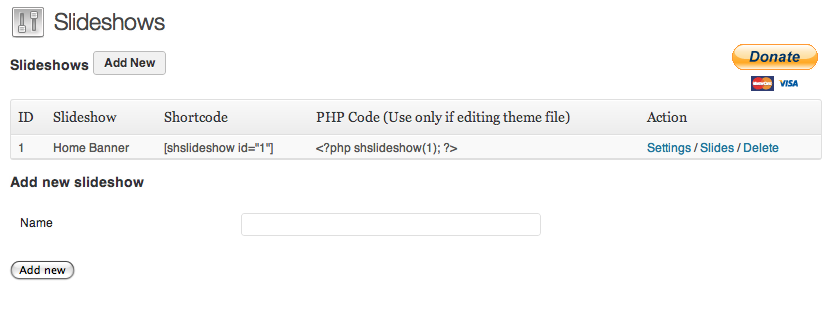 Slideshows
Slideshows Add New
Donate
MasterCard VISA
ID Slideshow Shortcode PHP Code (Use only if editing theme file) Action
1 Home Banner [shslideshow id="1"] <?php shslideshow(1); ?> Settings / Slides / Delete
Add new slideshow
Name
Add new